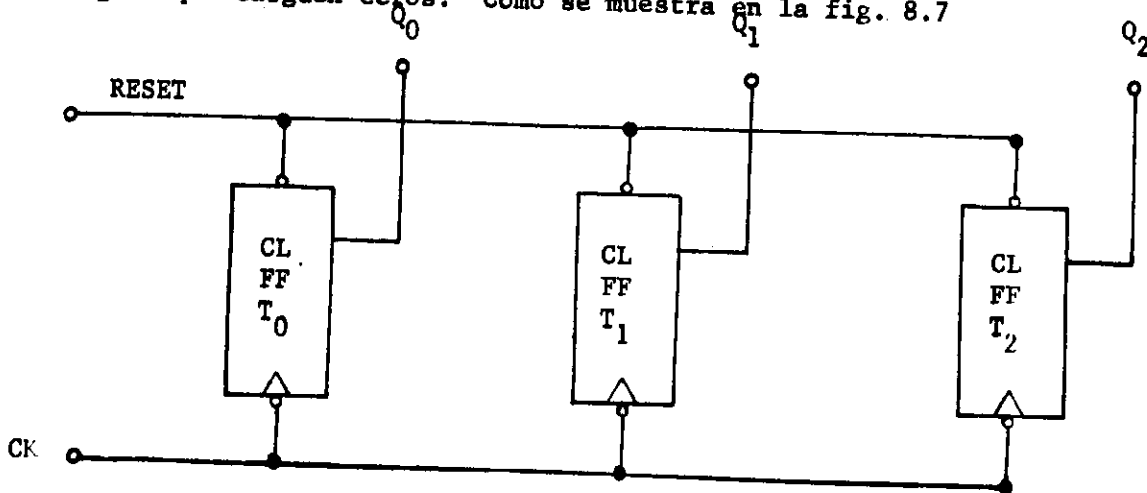 Como se muestra en la fig. 8.7
Q0
Q1
Q2
RESET
CL
FF
T0
CL
FF
T1
CL
FF
T2
CK